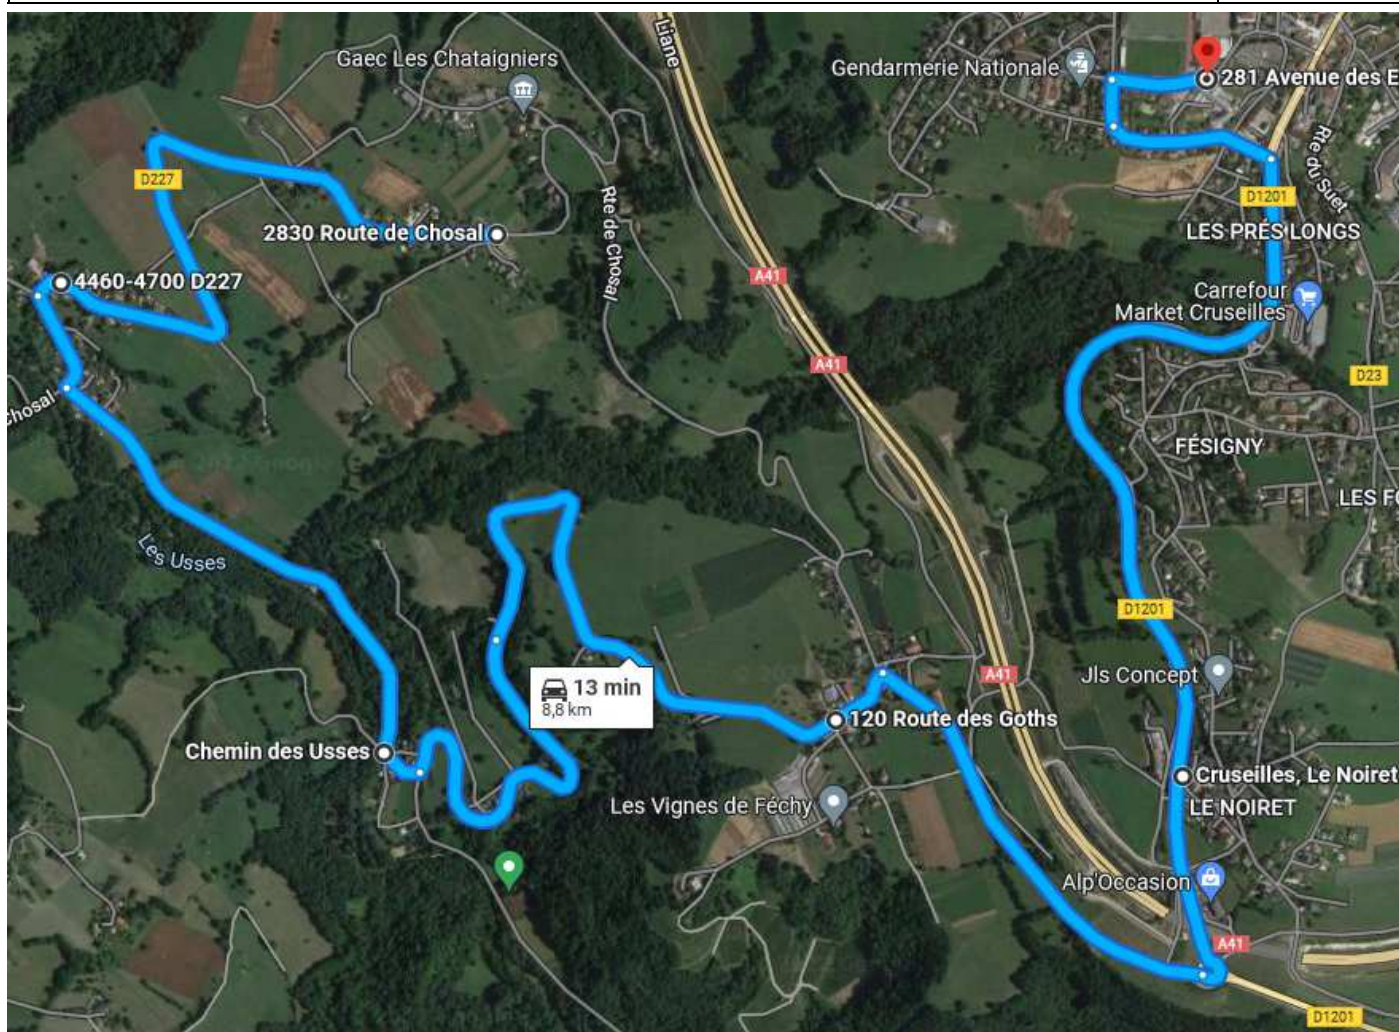 Liane
Gaec Les Chataigniers
Gendarmerie Nationale
281 Avenue des E
Rte du Suet
D227
D1201
2830 Route de Chosal
Rte de Chosal
LES PRÉS LONGS
A41
4460-4700 D227
Carrefour
Market Cruseilles
A41
D23
Chosal
FÉSIGNY
LES FO
Les Usses
D1201
Jls Concept
A41
13 min
8,8 km
120 Route des Goths
Chemin des Usses
Cruseilles, Le Noiret
LE NOIRET
Les Vignes de Féchy
Alp'Occasion
A41
D1201